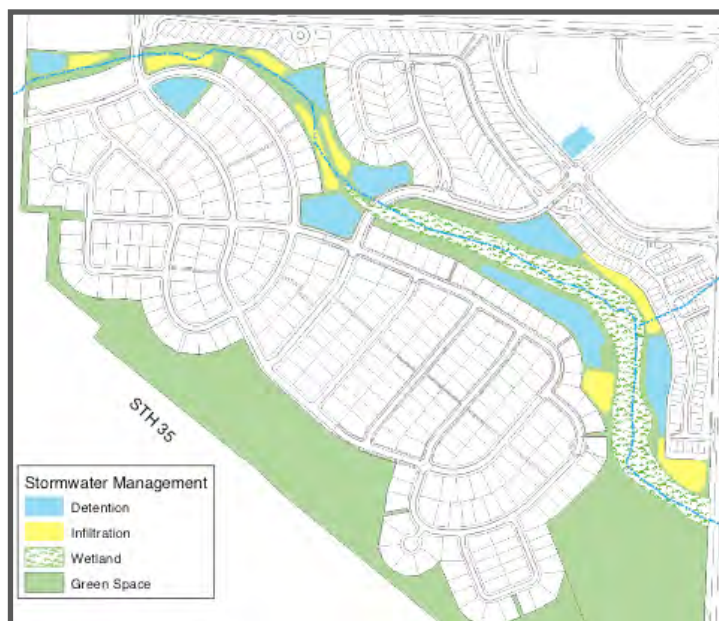 STH 35
Stormwater Management
Detention
Infiltration
Wetland
Green Space